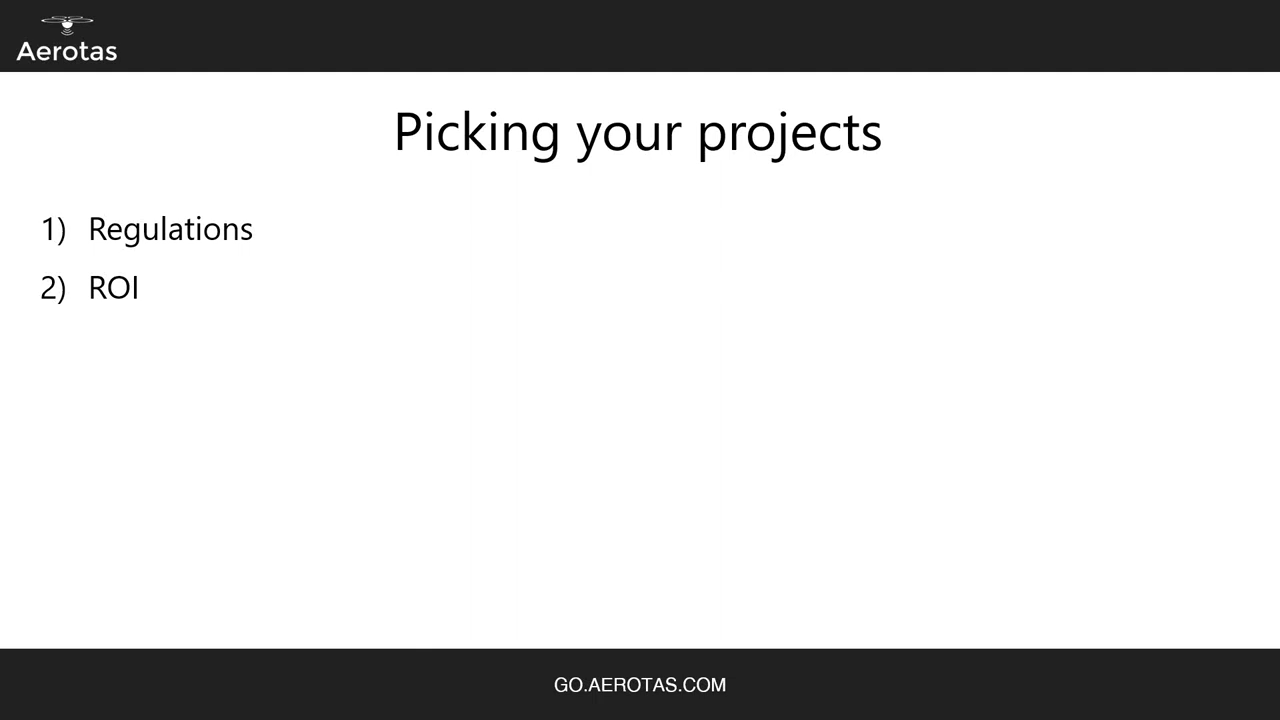 Aerotas
Picking your projects
1) Regulations
2) ROI
GO.AEROTAS.COM